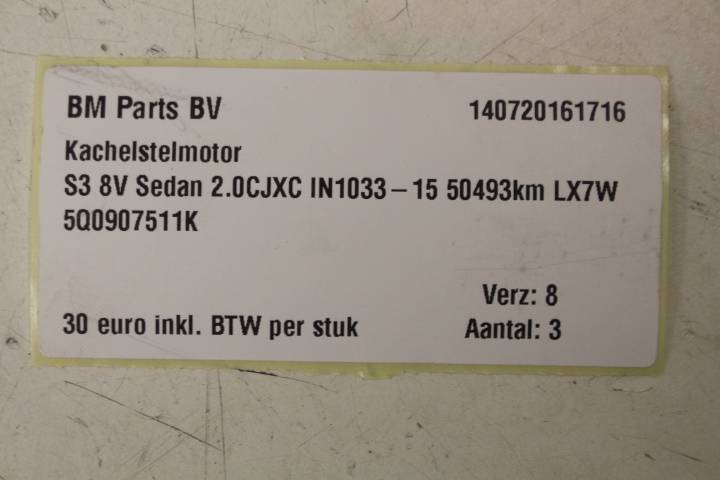 BM Parts BV 140720161716
Kachelstelmotor
S3 8V Sedan 2.0CJXC IN1033 – 15 50493km LX7W
5Q0907511K
Verz: 8
30 euro inkl. BTW per stuk Aantal: 3